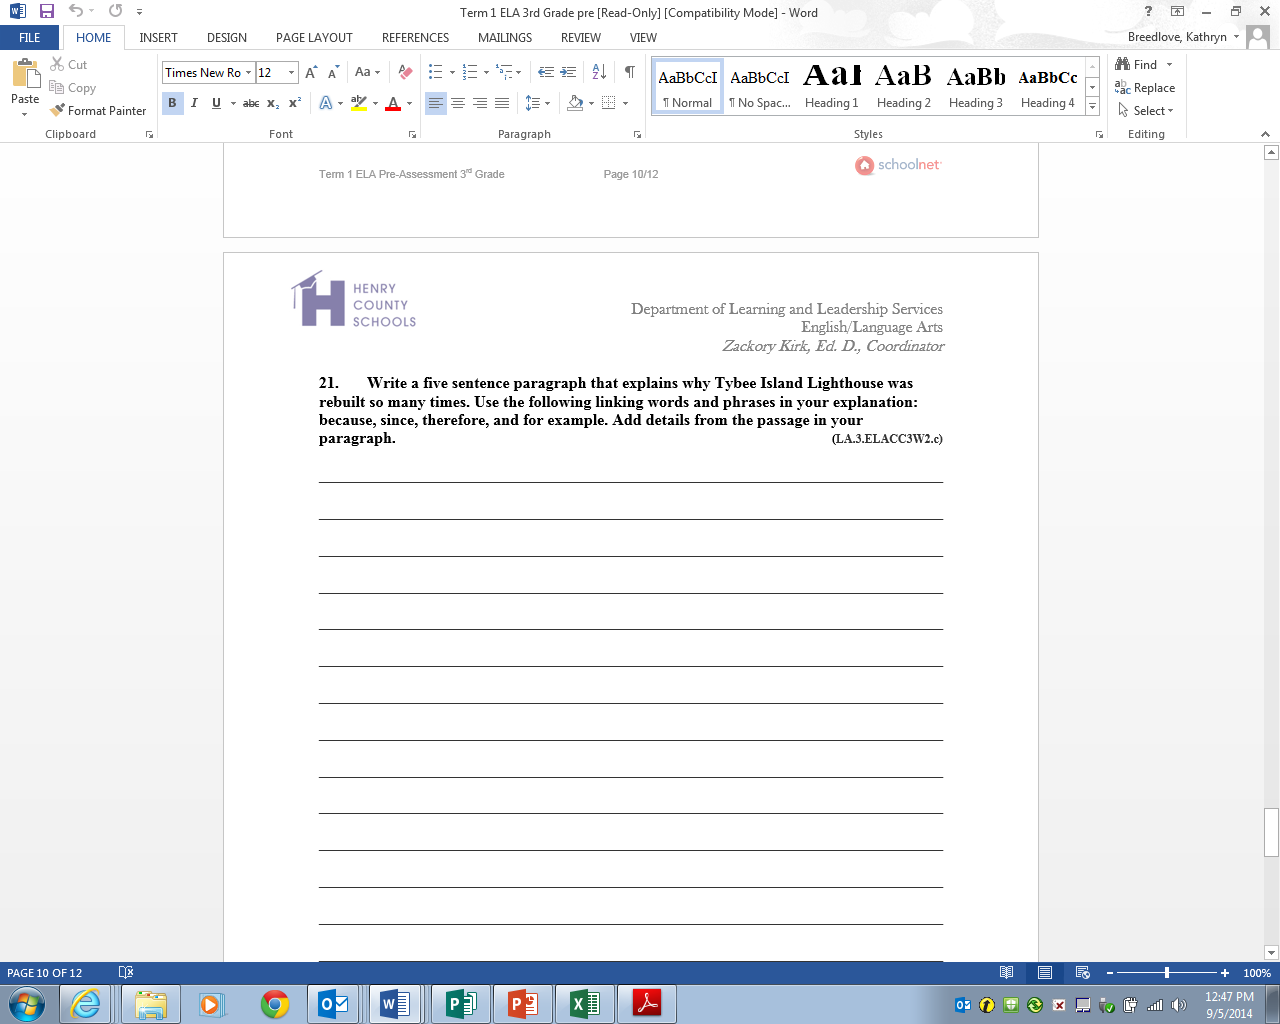 Term 1 ELA 3rd Grade pre [Read-Only] [Compatibility Mode] - Word
FILE HOME INSERT DESIGN PAGE LAYOUT REFERENCES MAILINGS REVIEW VIEW Breedlove, Kathryn
Paste
Cut
Copy
Format Painter
Times New Ro 12
AaBbCcI AaBbCcI AaI AaB AaBb AaBbCc
¶ Normal ¶ No Spac... Heading 1 Heading 2 Heading 3 Heading 4
Find
Replace
Select
Clipboard Font Paragraph Styles Editing
Term 1 ELA Pre-Assessment 3rd Grade Page 10/12 schoolnet
HENRY
COUNTY
SCHOOLS
Department of Learning and Leadership Services
English/Language Arts
Zackory Kirk, Ed. D., Coordinator
21. Write a five sentence paragraph that explains why Tybee Island Lighthouse was
rebuilt so many times. Use the following linking words and phrases in your explanation:
because, since, therefore, and for example. Add details from the passage in your
paragraph. (LA.3.ELACC3W2.c)
PAGE 10 OF 12 100%
12:47 PM
9/5/2014